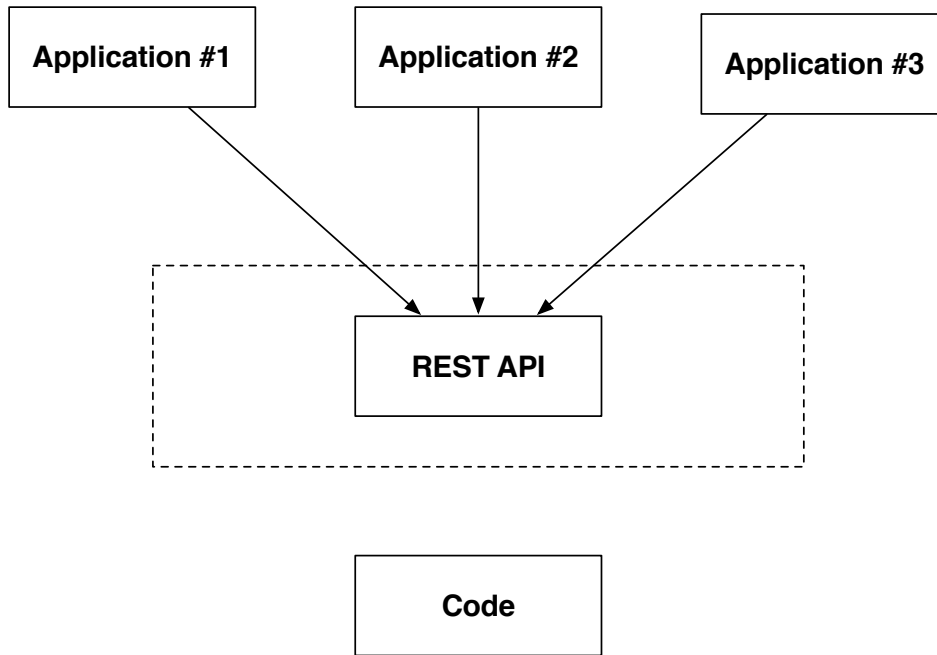 Application #1
Application #2
Application #3
REST API
Code